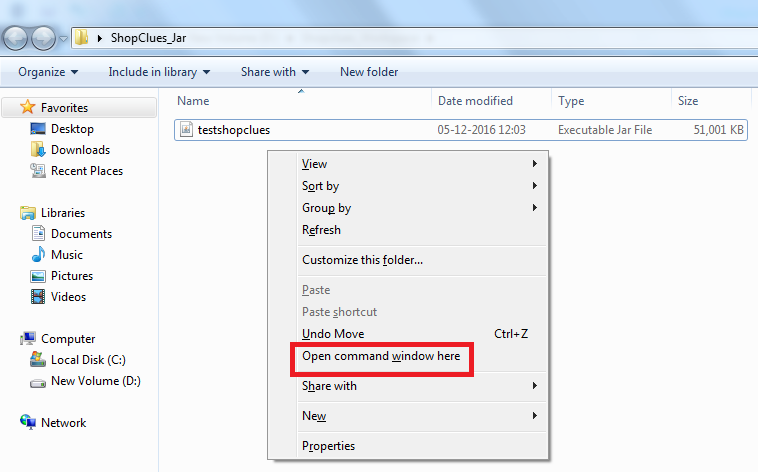 ShopClues_Jar
Organize Include in library Share with New folder
Favorites
Desktop
Downloads
Recent Places
Libraries
Documents
Music
Pictures
Videos
Computer
Local Disk (C:)
New Volume (D:)
Network
Name Date modified Type Size
testshopclues 05-12-2016 12:03 Executable Jar File 51,001 KB
View
Sort by
Group by
Refresh
Customize this folder...
Paste
Paste shortcut
Undo Move Ctrl+Z
Open command window here
Share with
New
Properties